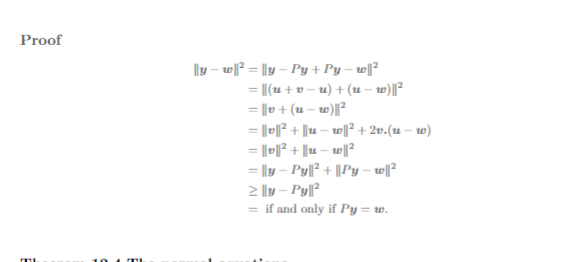 Proof
‖y − w‖² = ‖y − Py + Py − w‖²
= ‖(u + v − u) + (u − w)‖²
= ‖v + (u − w)‖²
= ‖v‖² + ‖u − w‖² + 2v.(u − w)
= ‖v‖² + ‖u − w‖²
= ‖y − Py‖² + ‖Py − w‖²
≥ ‖y − Py‖²
= if and only if Py = w.